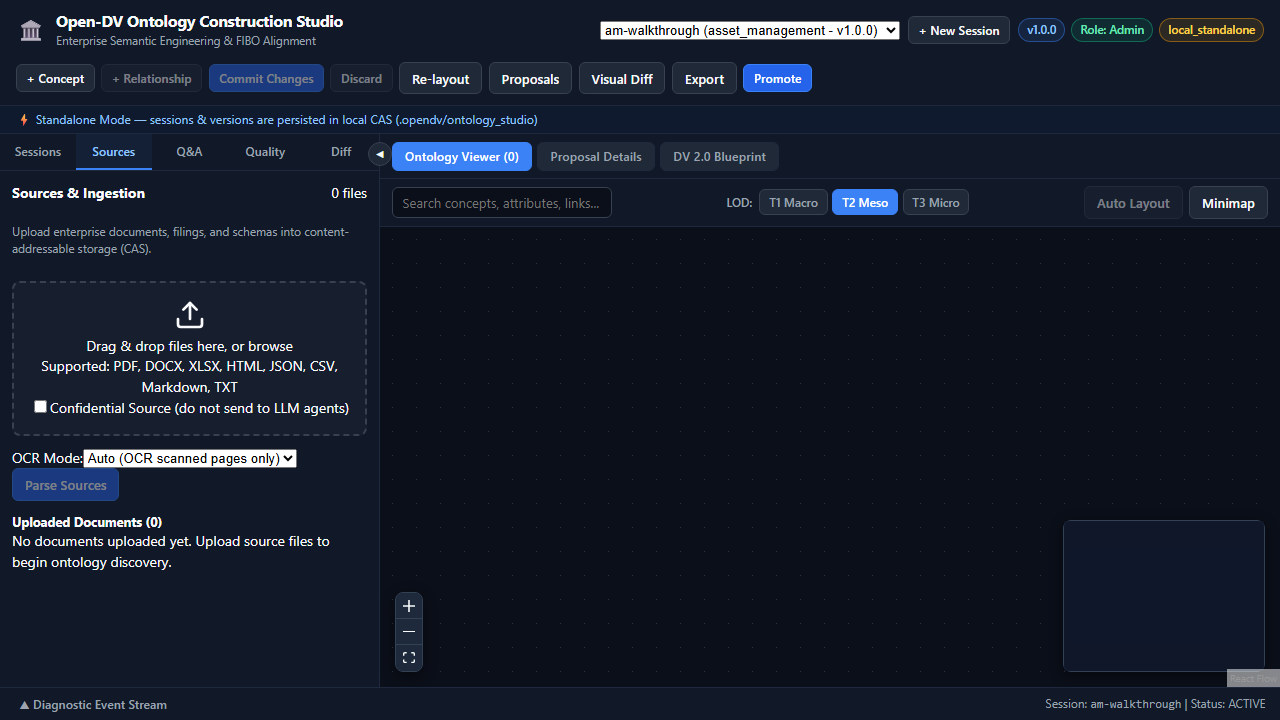 Open-DV Ontology Construction Studio
Enterprise Semantic Engineering & FIBO Alignment
am-walkthrough (asset_management - v1.0.0)
+ New Session
v1.0.0
Role: Admin
local_standalone
+ Concept
+ Relationship
Commit Changes
Discard
Re-layout
Proposals
Visual Diff
Export
Promote
Standalone Mode — sessions & versions are persisted in local CAS (.opendv/ontology_studio)
Sessions
Sources
Q&A
Quality
Diff
Ontology Viewer (0)
Proposal Details
DV 2.0 Blueprint
Sources & Ingestion
0 files
Search concepts, attributes, links...
LOD:
T1 Macro
T2 Meso
T3 Micro
Auto Layout
Minimap
Upload enterprise documents, filings, and schemas into content-
addressable storage (CAS).
Drag & drop files here, or browse
Supported: PDF, DOCX, XLSX, HTML, JSON, CSV,
Markdown, TXT
Confidential Source (do not send to LLM agents)
OCR Mode:
Auto (OCR scanned pages only)
Parse Sources
Uploaded Documents (0)
No documents uploaded yet. Upload source files to
begin ontology discovery.
React Flow
▲ Diagnostic Event Stream
Session: am-walkthrough | Status: ACTIVE